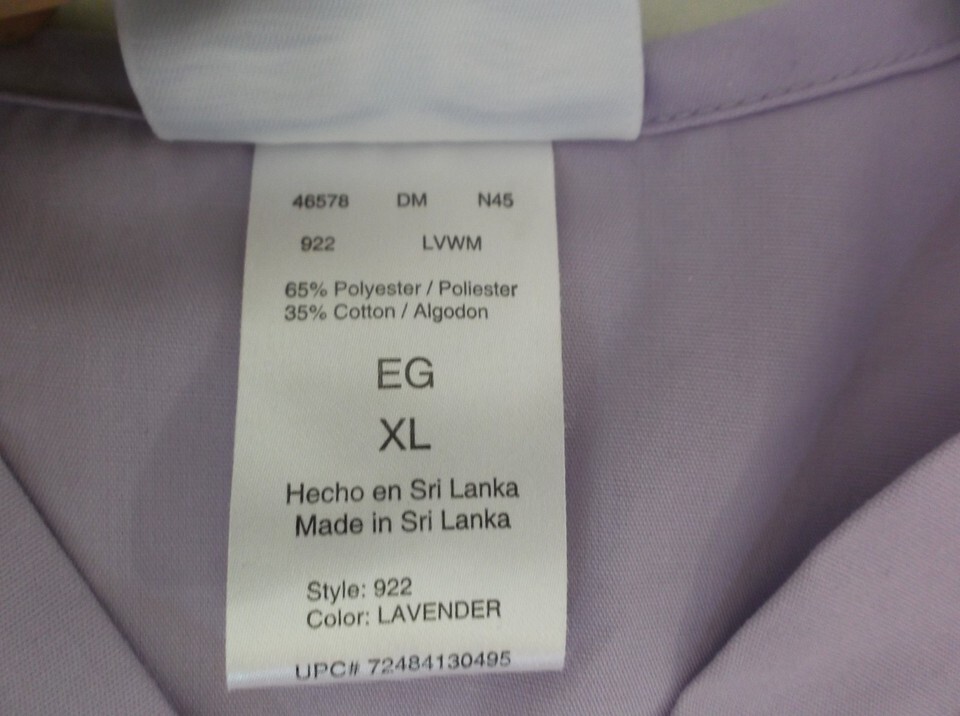 46578 DM N45
922 LVWM
65% Polyester / Poliester
35% Cotton / Algodon
EG
XL
Hecho en Sri Lanka
Made in Sri Lanka
Style: 922
Color: LAVENDER
UPC# 72484130495